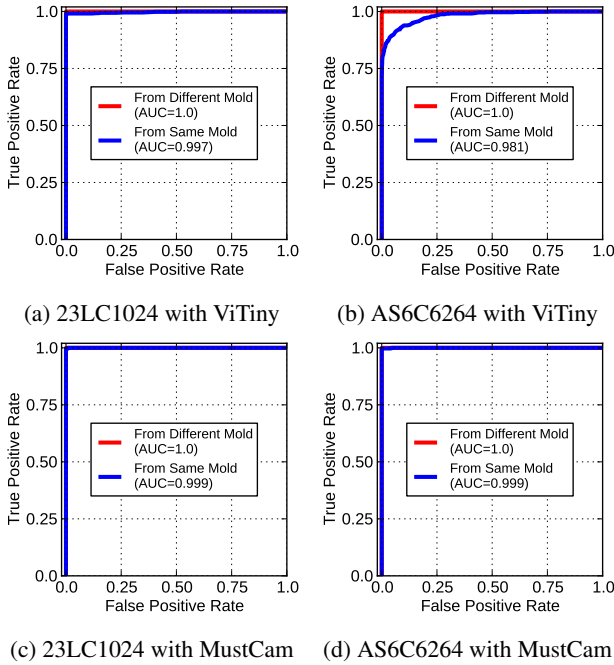 1.0
0.75
0.50
0.25
0.0
True Positive Rate
0.0 0.25 0.50 0.75 1.0
False Positive Rate
From Different Mold
(AUC=1.0)
From Same Mold
(AUC=0.997)
(a) 23LC1024 with ViTiny
1.0
0.75
0.50
0.25
0.0
True Positive Rate
0.0 0.25 0.50 0.75 1.0
False Positive Rate
From Different Mold
(AUC=1.0)
From Same Mold
(AUC=0.981)
(b) AS6C6264 with ViTiny
1.0
0.75
0.50
0.25
0.0
True Positive Rate
0.0 0.25 0.50 0.75 1.0
False Positive Rate
From Different Mold
(AUC=1.0)
From Same Mold
(AUC=0.999)
(c) 23LC1024 with MustCam
1.0
0.75
0.50
0.25
0.0
True Positive Rate
0.0 0.25 0.50 0.75 1.0
False Positive Rate
From Different Mold
(AUC=1.0)
From Same Mold
(AUC=0.999)
(d) AS6C6264 with MustCam